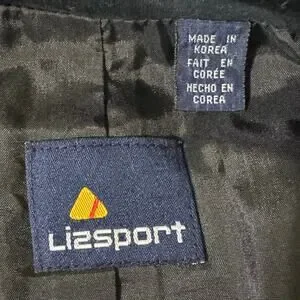 MADE IN
KOREA
FAIT EN
CORÉE
HECHO EN
COREA
Lizsport